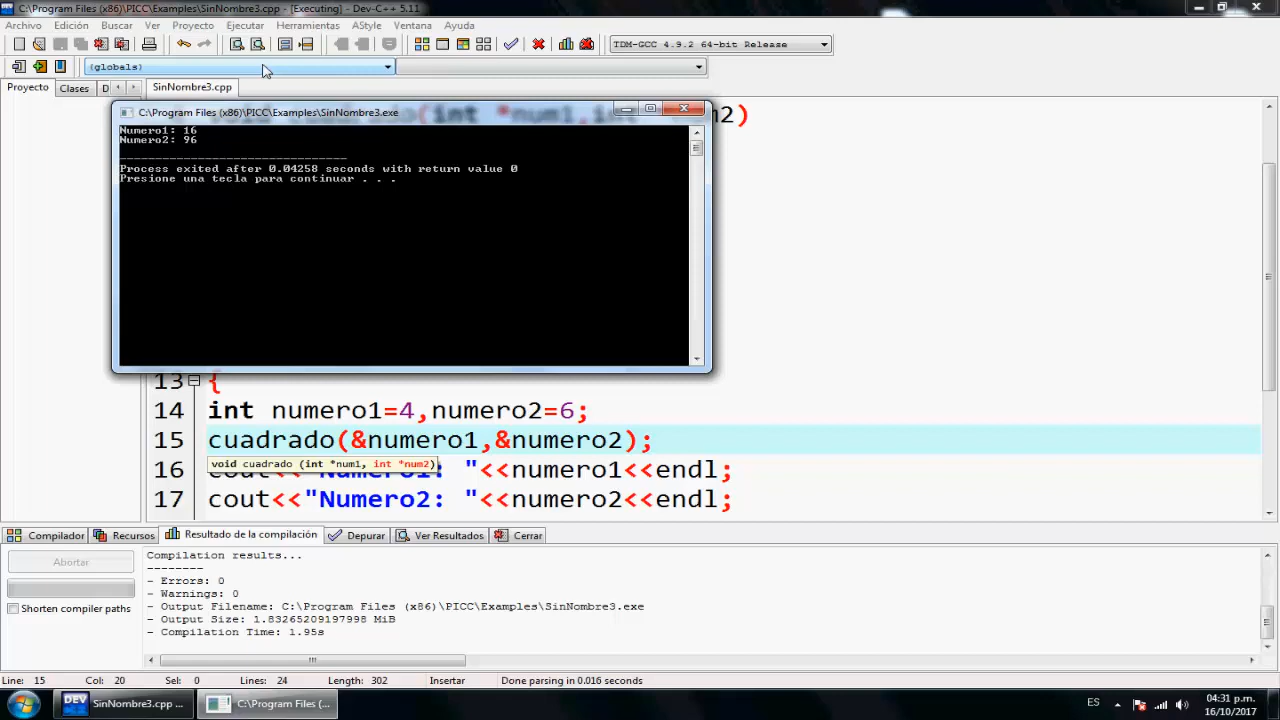 C:\Program Files (x86)\PICC\Examples\SinNombre3.cpp - [Executing] - Dev-C++ 5.11
Archivo Edición Buscar Ver Proyecto Ejecutar Herramientas AStyle Ventana Ayuda
TDM-GCC 4.9.2 64-bit Release
(globals)
Proyecto Clases D SinNombre3.cpp
C:\Program Files (x86)\PICC\Examples\SinNombre3.exe
(int *num1,int
m2)
Numero1: 16
Numero2: 96
--------------------------------
Process exited after 0.04258 seconds with return value 0
Presione una tecla para continuar . . .
13 {
14 int numero1=4,numero2=6;
15 cuadrado(&numero1,&numero2);
void cuadrado (int *num1, int *num2)
16 cout<<"Numero1: "<<numero1<<endl;
17 cout<<"Numero2: "<<numero2<<endl;
Compilador Recursos Resultado de la compilación Depurar Ver Resultados Cerrar
Abortar
Shorten compiler paths
Compilation results...
--------
- Errors: 0
- Warnings: 0
- Output Filename: C:\Program Files (x86)\PICC\Examples\SinNombre3.exe
- Output Size: 1.83265209197998 MiB
- Compilation Time: 1.95s
Line: 15 Col: 20 Sel: 0 Lines: 24 Length: 302 Insertar Done parsing in 0.016 seconds
DEV SinNombre3.cpp ... C:\Program Files (... ES 04:31 p.m.
16/10/2017